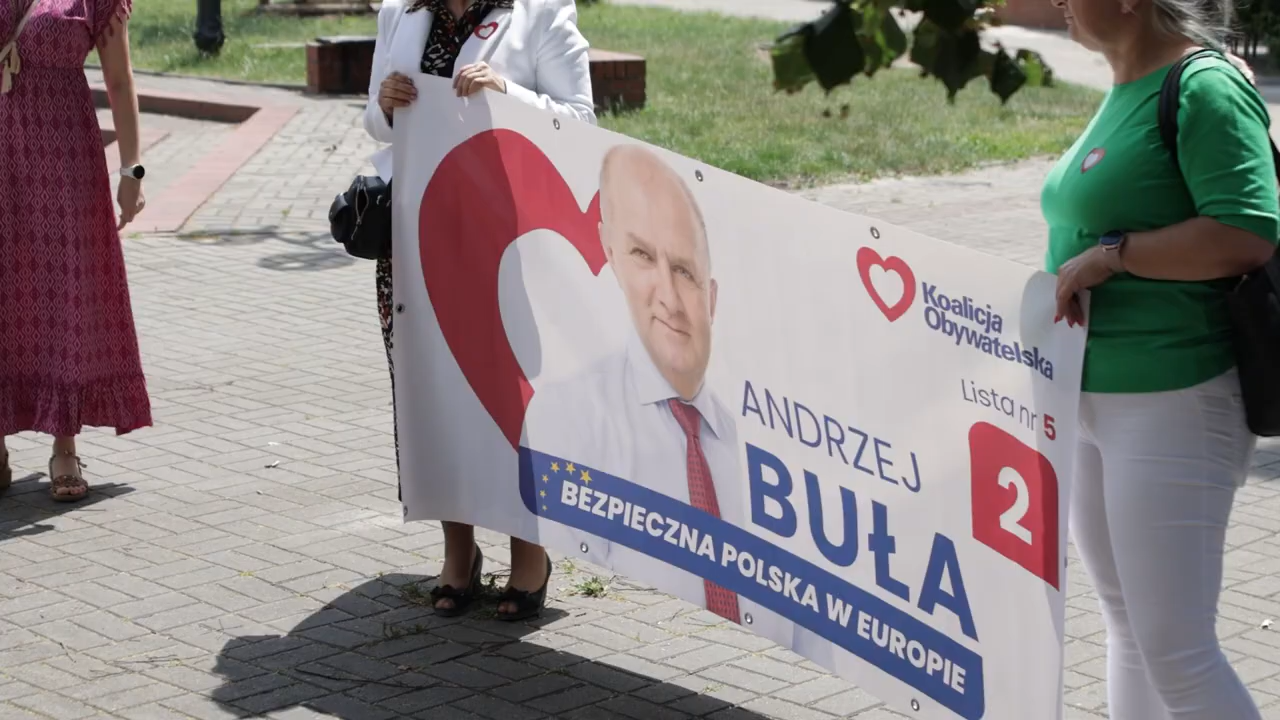 Koalicja
Obywatelska
Lista nr 5
2
ANDRZEJ
BUŁA
BEZPIECZNA POLSKA W EUROPIE